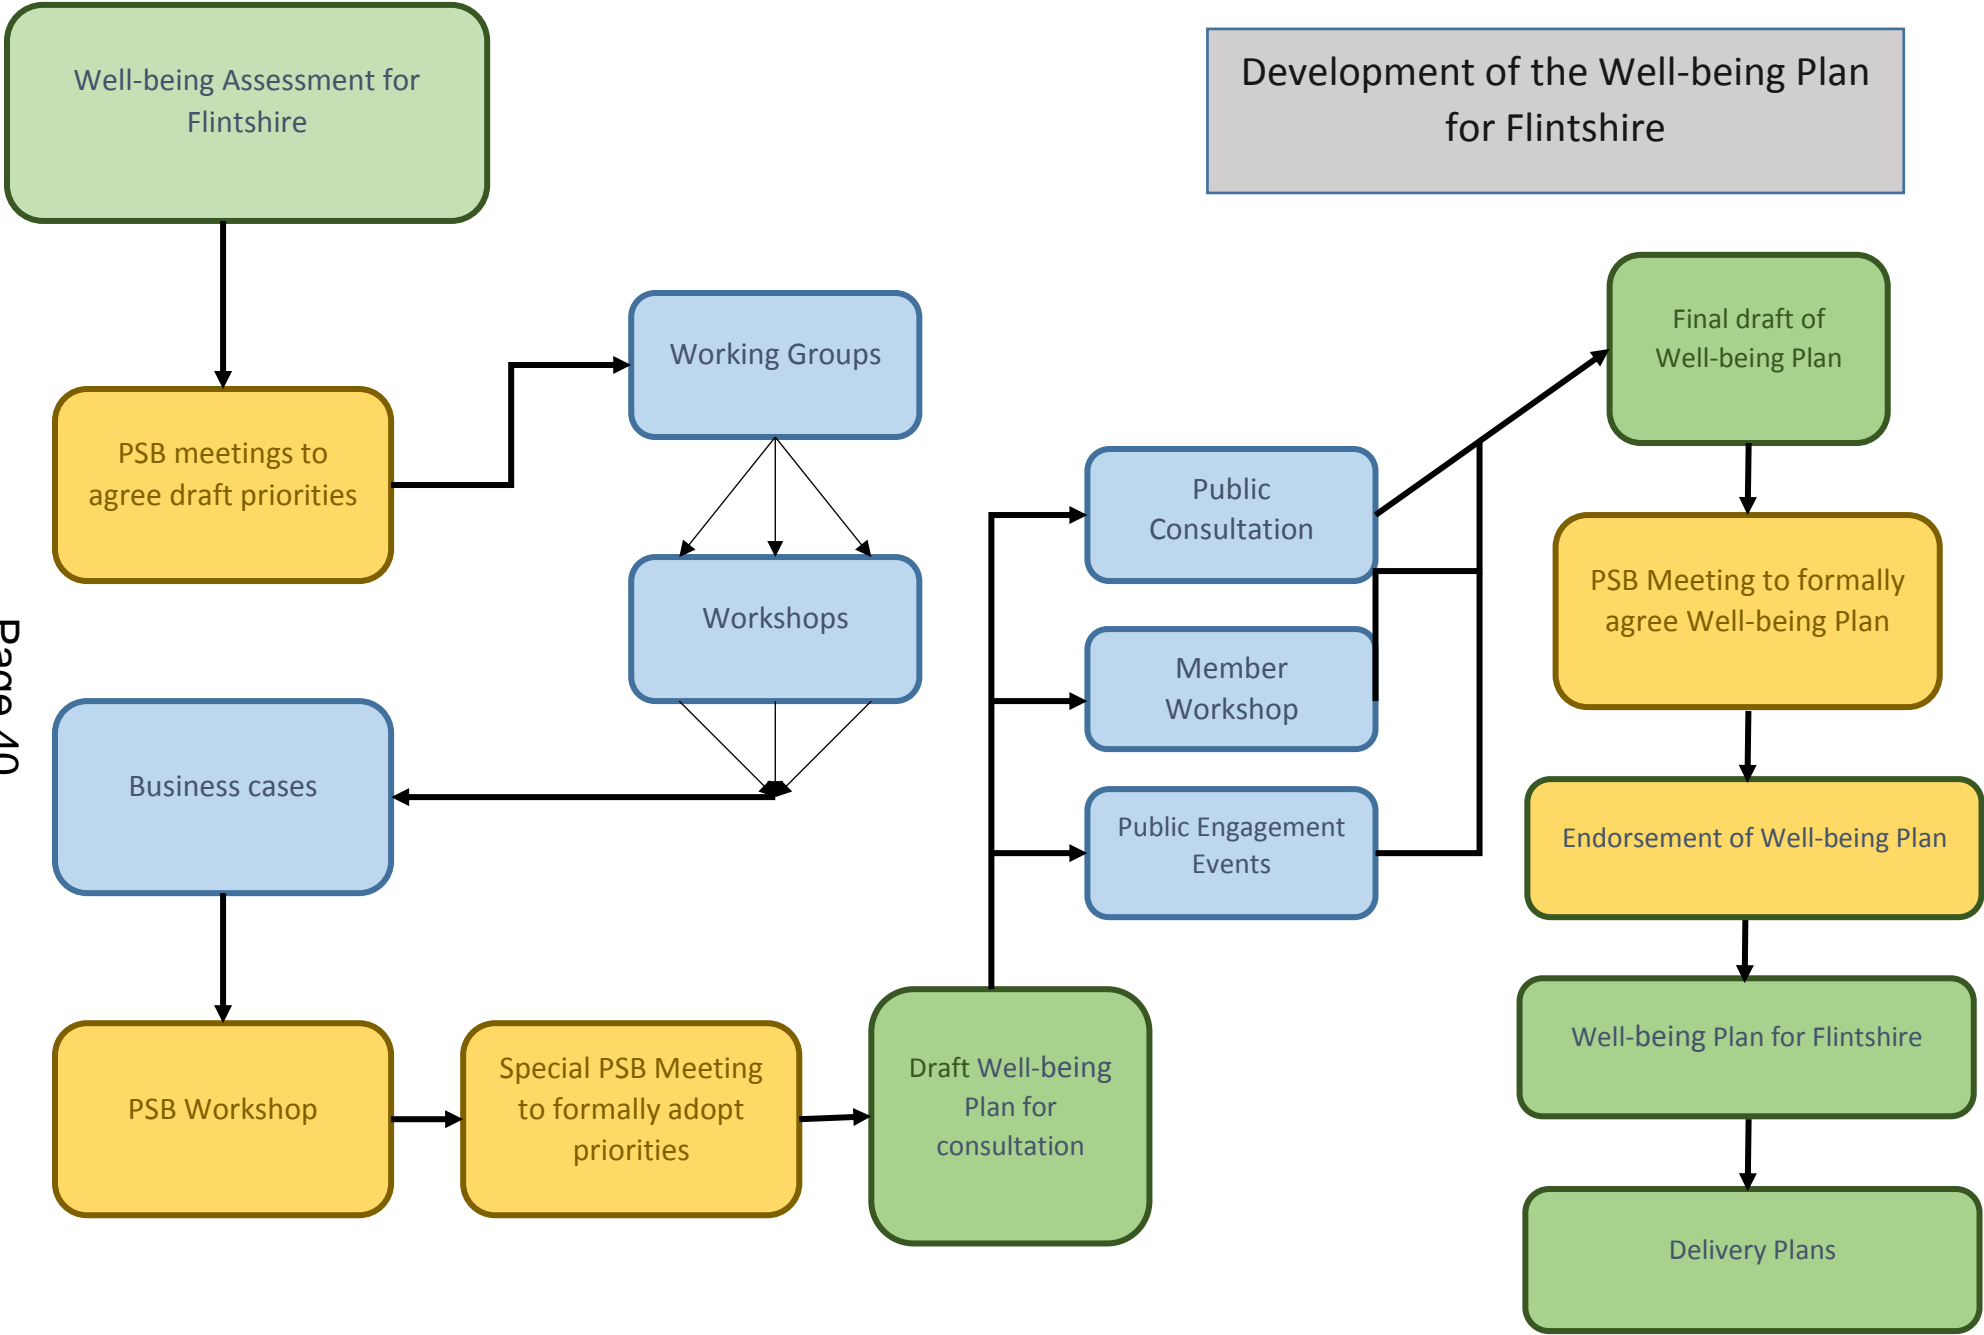 Well-being Assessment for
Flintshire
Development of the Well-being Plan
for Flintshire
PSB meetings to
agree draft priorities
Working Groups
Workshops
Business cases
PSB Workshop
Special PSB Meeting
to formally adopt
priorities
Draft Well-being
Plan for
consultation
Public
Consultation
Member
Workshop
Public Engagement
Events
Final draft of
Well-being Plan
PSB Meeting to formally
agree Well-being Plan
Endorsement of Well-being Plan
Well-being Plan for Flintshire
Delivery Plans
Page 40